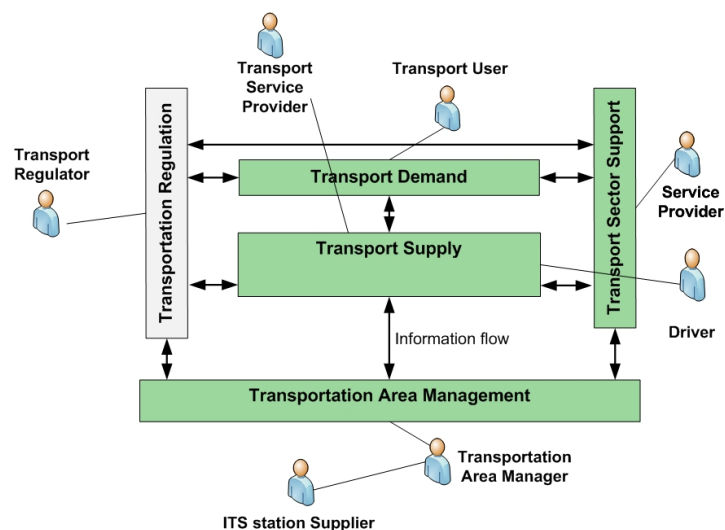 Transport
Service
Provider
Transport User
Transport
Regulator
Transportation Regulation
Transport Demand
Transport Supply
Transport Sector Support
Service
Provider
Driver
Information flow
Transportation Area Management
Transportation
Area Manager
ITS station Supplier